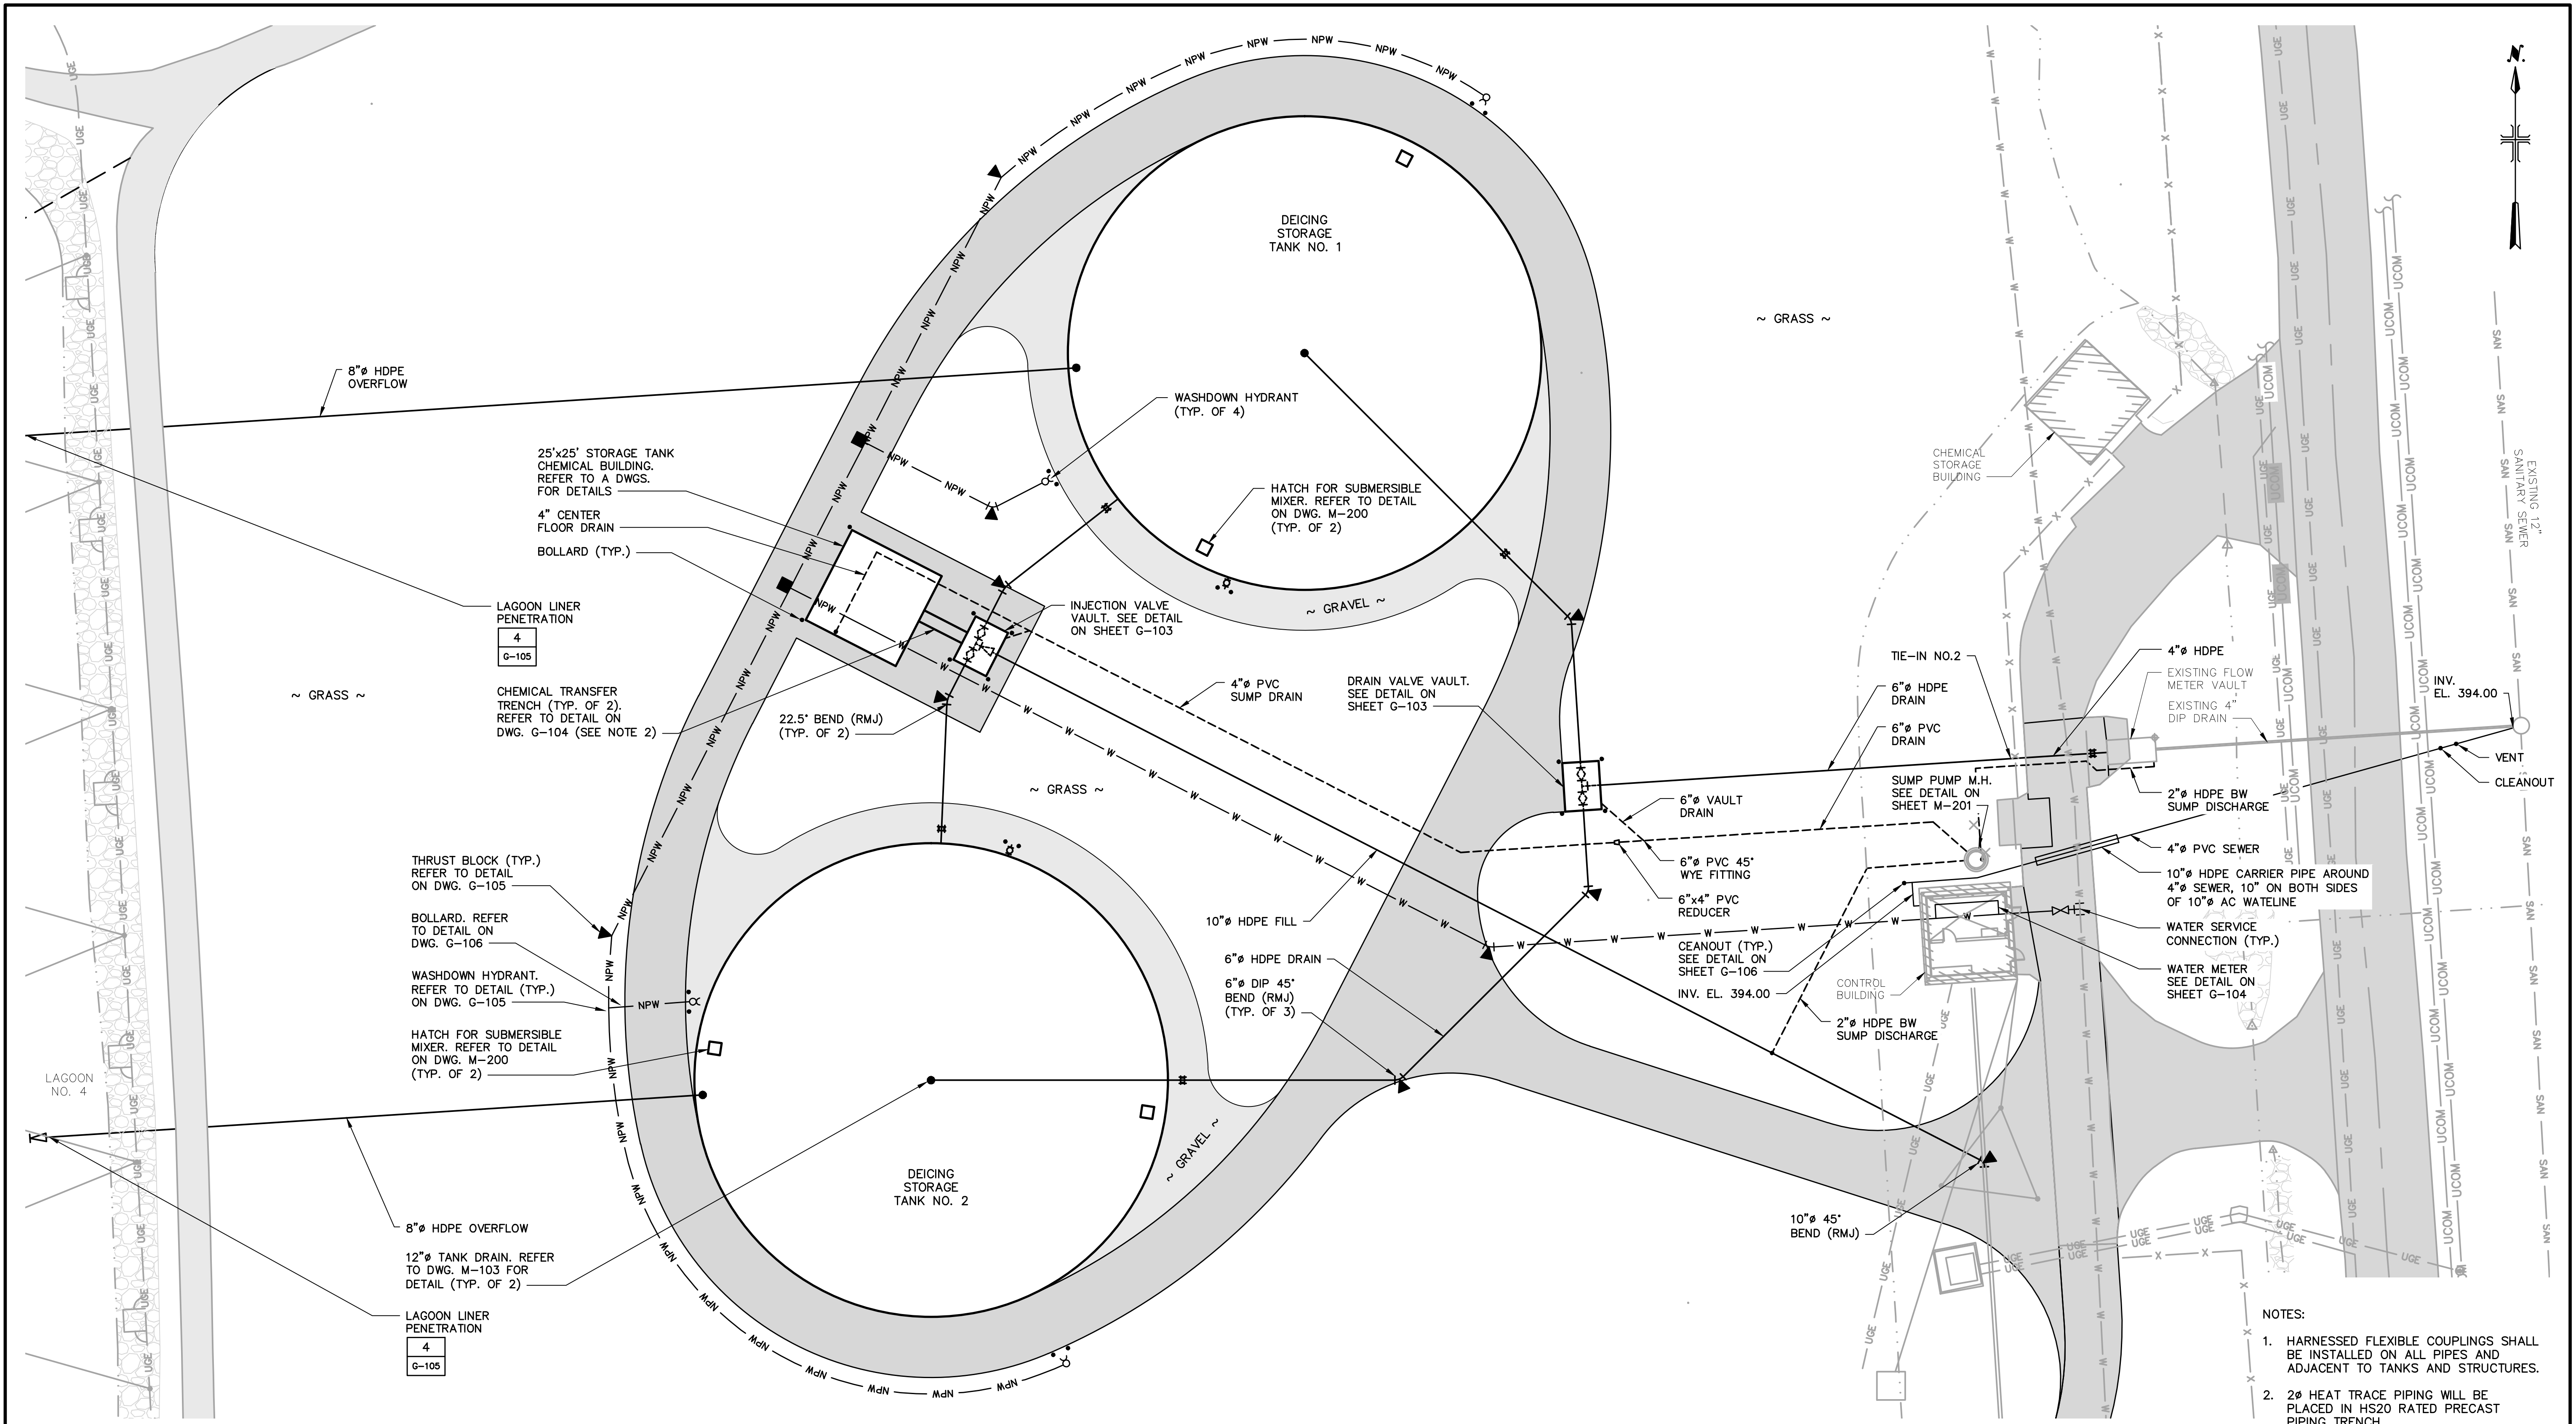 N.
DEICING
STORAGE
TANK NO. 1
~ GRASS ~
8"ø HDPE
OVERFLOW
WASHDOWN HYDRANT
(TYP. OF 4)
25'x25' STORAGE TANK
CHEMICAL BUILDING.
REFER TO A DWGS.
FOR DETAILS
4" CENTER
FLOOR DRAIN
BOLLARD (TYP.)
HATCH FOR SUBMERSIBLE
MIXER. REFER TO DETAIL
ON DWG. M-200
(TYP. OF 2)
CHEMICAL
STORAGE
BUILDING
EXISTING 12"
SANITARY SEWER
LAGOON LINER
PENETRATION
4
G-105
INJECTION VALVE
VAULT. SEE DETAIL
ON SHEET G-103
~ GRAVEL ~
~ GRASS ~
CHEMICAL TRANSFER
TRENCH (TYP. OF 2).
REFER TO DETAIL ON
DWG. G-104 (SEE NOTE 2)
22.5° BEND (RMJ)
(TYP. OF 2)
4"ø PVC
SUMP DRAIN
DRAIN VALVE VAULT.
SEE DETAIL ON
SHEET G-103
TIE-IN NO.2
6"ø HDPE
DRAIN
6"ø PVC
DRAIN
4"ø HDPE
EXISTING FLOW
METER VAULT
EXISTING 4"
DIP DRAIN
INV.
EL. 394.00
VENT
CLEANOUT
SUMP PUMP M.H.
SEE DETAIL ON
SHEET M-201
2"ø HDPE BW
SUMP DISCHARGE
~ GRASS ~
6"ø VAULT
DRAIN
6"ø PVC 45°
WYE FITTING
6"x4" PVC
REDUCER
4"ø PVC SEWER
10"ø HDPE CARRIER PIPE AROUND
4"ø SEWER, 10" ON BOTH SIDES
OF 10"ø AC WATELINE
THRUST BLOCK (TYP.)
REFER TO DETAIL
ON DWG. G-105
BOLLARD. REFER
TO DETAIL ON
DWG. G-106
WASHDOWN HYDRANT.
REFER TO DETAIL (TYP.)
ON DWG. G-105
HATCH FOR SUBMERSIBLE
MIXER. REFER TO DETAIL
ON DWG. M-200
(TYP. OF 2)
10"ø HDPE FILL
6"ø HDPE DRAIN
6"ø DIP 45°
BEND (RMJ)
(TYP. OF 3)
CEANOUT (TYP.)
SEE DETAIL ON
SHEET G-106
INV. EL. 394.00
CONTROL
BUILDING
WATER SERVICE
CONNECTION (TYP.)
WATER METER
SEE DETAIL ON
SHEET G-104
2"ø HDPE BW
SUMP DISCHARGE
LAGOON
NO. 4
DEICING
STORAGE
TANK NO. 2
~ GRAVEL ~
8"ø HDPE OVERFLOW
12"ø TANK DRAIN. REFER
TO DWG. M-103 FOR
DETAIL (TYP. OF 2)
LAGOON LINER
PENETRATION
4
G-105
10"ø 45°
BEND (RMJ)
NOTES:
1. HARNESSED FLEXIBLE COUPLINGS SHALL
BE INSTALLED ON ALL PIPES AND
ADJACENT TO TANKS AND STRUCTURES.
2. 2ø HEAT TRACE PIPING WILL BE
PLACED IN HS20 RATED PRECAST
PIPING TRENCH
NPW
W
UGE
UCOM
SAN
X